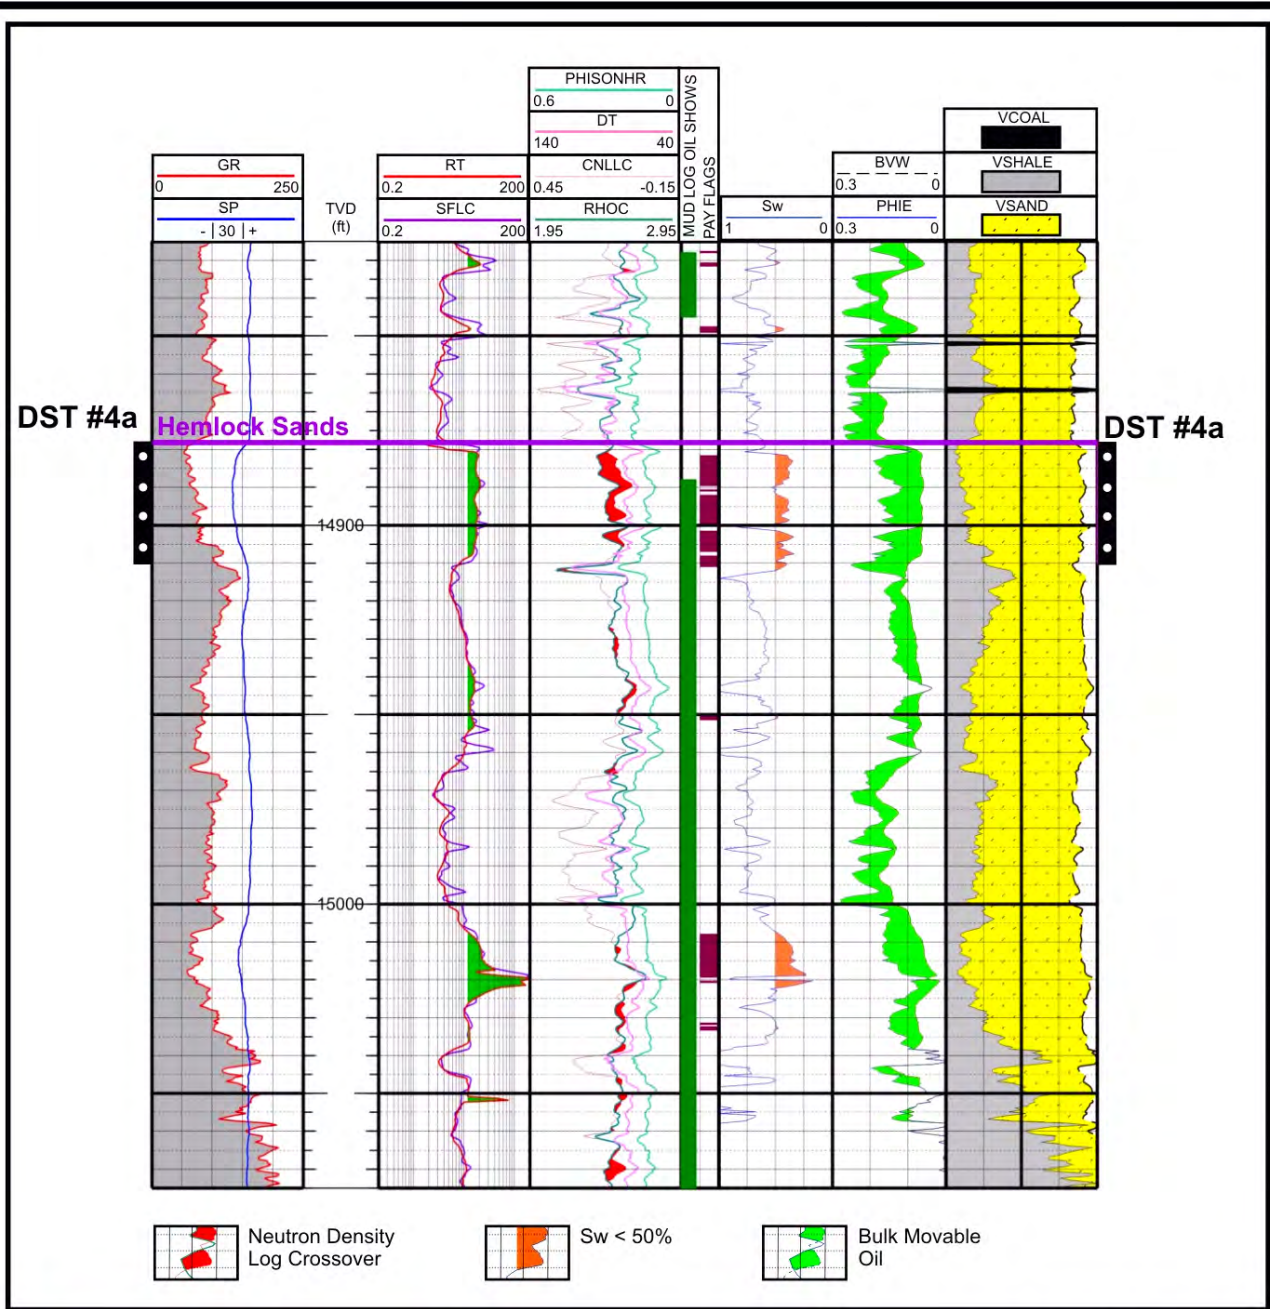 PHISONHR
0.6 0
DT
140 40
VCOAL
GR
0 250
RT
0.2 200
CNLLC
0.45 -0.15
MUD LOG OIL SHOWS
PAY FLAGS
BVW
0.3 0
VSHALE
SP
- | 30 | +
TVD
(ft)
SFLC
0.2 200
RHOC
1.95 2.95
Sw
1 0
PHIE
0.3 0
VSAND
DST #4a
Hemlock Sands
DST #4a
14900
15000
Neutron Density
Log Crossover
Sw < 50%
Bulk Movable
Oil